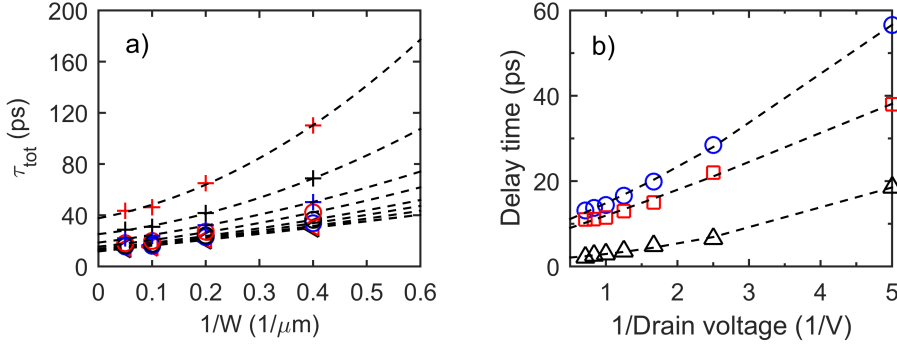 a)
τtot (ps)
200
160
120
80
40
0
0 0.1 0.2 0.3 0.4 0.5 0.6
1/W (1/μm)
b)
Delay time (ps)
60
40
20
0
1 2 3 4 5
1/Drain voltage (1/V)